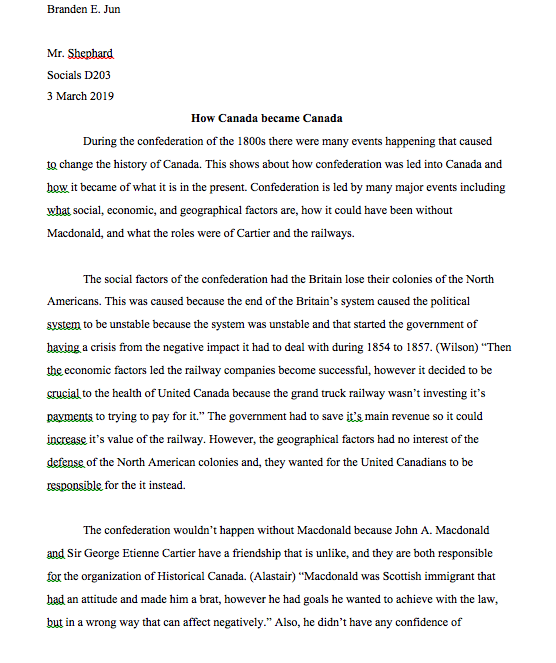 Branden E. Jun
Mr. Shephard
Socials D203
3 March 2019
How Canada became Canada
During the confederation of the 1800s there were many events happening that caused
to change the history of Canada. This shows about how confederation was led into Canada and
how it became of what it is in the present. Confederation is led by many major events including
what social, economic, and geographical factors are, how it could have been without
Macdonald, and what the roles were of Cartier and the railways.
The social factors of the confederation had the Britain lose their colonies of the North
Americans. This was caused because the end of the Britain's system caused the political
system to be unstable because the system was unstable and that started the government of
having a crisis from the negative impact it had to deal with during 1854 to 1857. (Wilson) "Then
the economic factors led the railway companies become successful, however it decided to be
crucial to the health of United Canada because the grand truck railway wasn't investing it's
payments to trying to pay for it." The government had to save it's main revenue so it could
increase it's value of the railway. However, the geographical factors had no interest of the
defense of the North American colonies and, they wanted for the United Canadians to be
responsible for the it instead.
The confederation wouldn't happen without Macdonald because John A. Macdonald
and Sir George Etienne Cartier have a friendship that is unlike, and they are both responsible
for the organization of Historical Canada. (Alastair) "Macdonald was Scottish immigrant that
had an attitude and made him a brat, however he had goals he wanted to achieve with the law,
but in a wrong way that can affect negatively." Also, he didn't have any confidence of